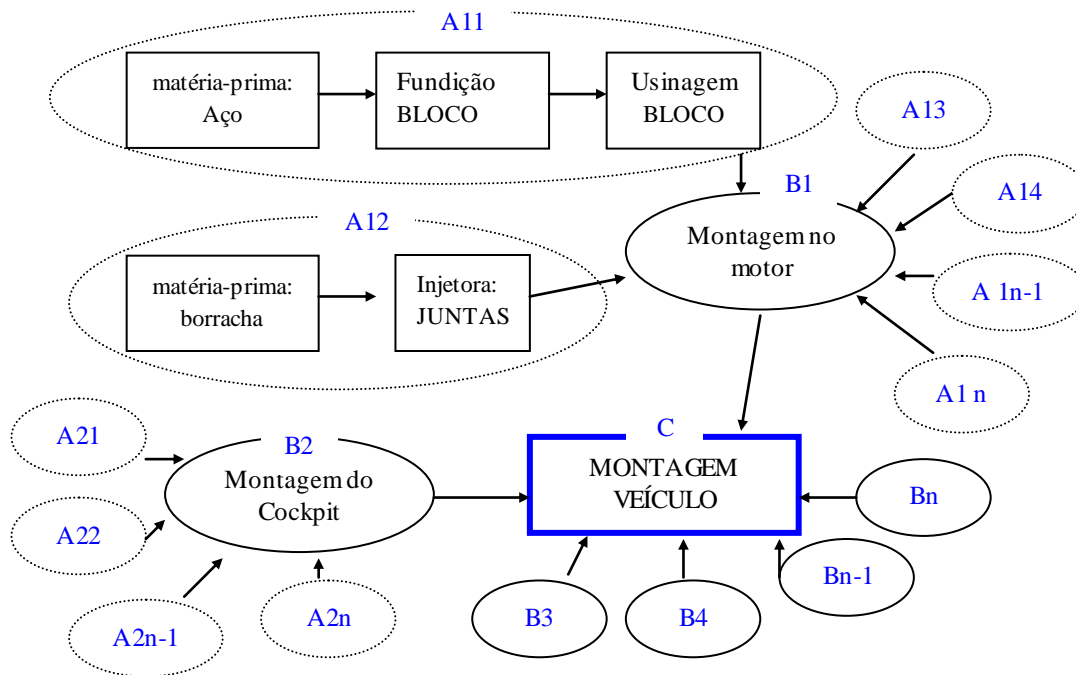 A11
matéria-prima:
Aço
Fundição
BLOCO
Usinagem
BLOCO
A13
B1
A14
A12
Montagem no
motor
matéria-prima:
borracha
Injetora:
JUNTAS
A 1n-1
A1 n
A21
B2
Montagem do
Cockpit
C
MONTAGEM
VEÍCULO
A22
Bn
Bn-1
A2n-1
A2n
B3
B4